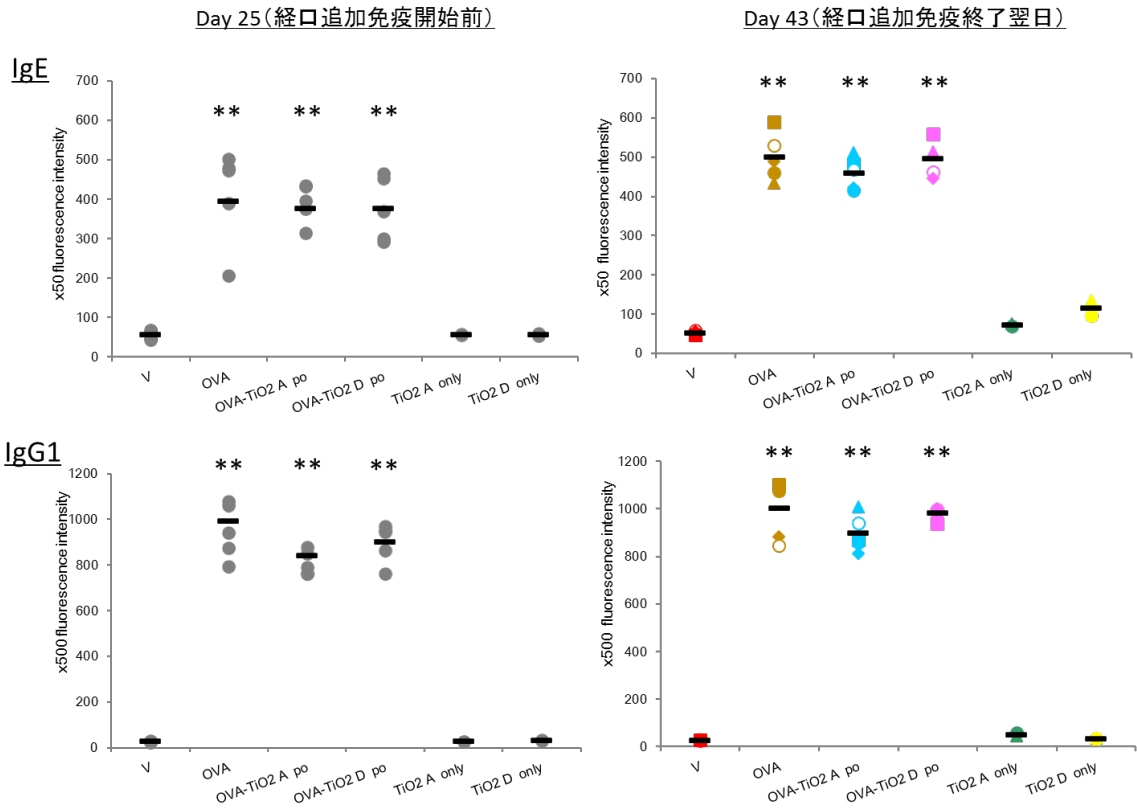 Day 25(経口追加免疫開始前)
Day 43(経口追加免疫終了翌日)
IgE
x50 fluorescence intensity
700
600
500
400
300
200
100
0
** ** **
V
OVA
OVA-TiO2 A po
OVA-TiO2 D po
TiO2 A only
TiO2 D only
x50 fluorescence intensity
700
600
500
400
300
200
100
0
** ** **
V
OVA
OVA-TiO2 A po
OVA-TiO2 D po
TiO2 A only
TiO2 D only
IgG1
x500 fluorescence intensity
1200
1000
800
600
400
200
0
** ** **
V
OVA
OVA-TiO2 A po
OVA-TiO2 D po
TiO2 A only
TiO2 D only
x500 fluorescence intensity
1200
1000
800
600
400
200
0
** ** **
V
OVA
OVA-TiO2 A po
OVA-TiO2 D po
TiO2 A only
TiO2 D only